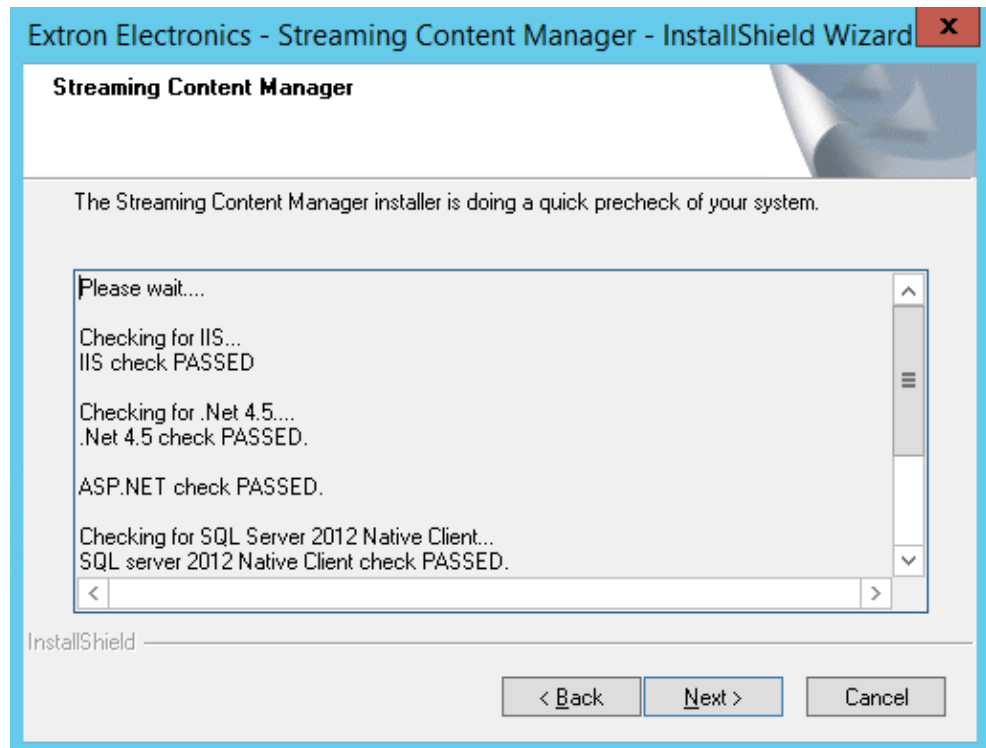 Extron Electronics - Streaming Content Manager - InstallShield Wizard
x
Streaming Content Manager
The Streaming Content Manager installer is doing a quick precheck of your system.
Please wait....
Checking for IIS...
IIS check PASSED
Checking for .Net 4.5....
.Net 4.5 check PASSED.
ASP.NET check PASSED.
Checking for SQL Server 2012 Native Client...
SQL server 2012 Native Client check PASSED.
InstallShield
< Back
Next >
Cancel